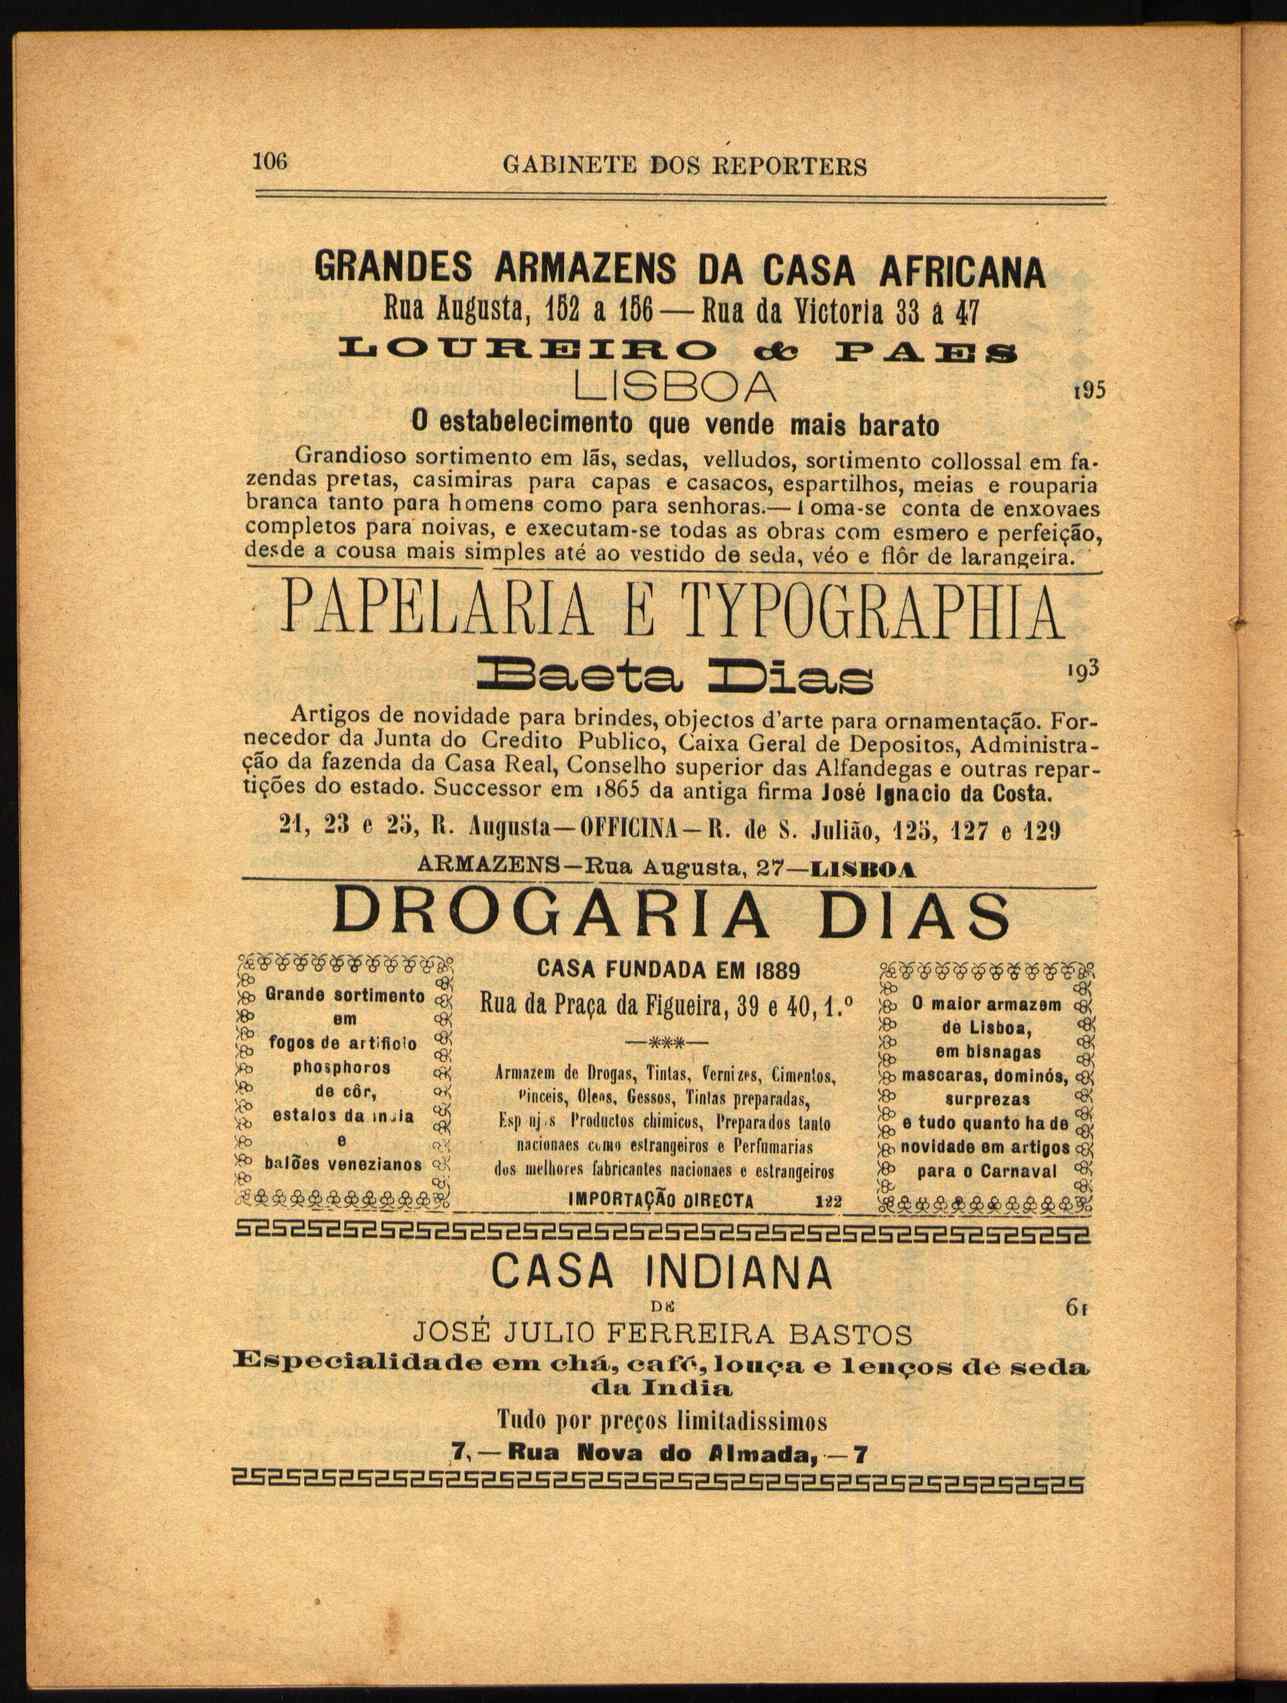 106
GABINETE DOS REPORTERS
GRANDES ARMAZENS DA CASA AFRICANA
Rua Augusta, 152 a 156—Rua da Victoria 33 a 47
LOUREIRO & PAES
LISBOA
195
O estabelecimento que vende mais barato
Grandioso sortimento em lãs, sedas, velludos, sortimento collossal em fa-
zendas pretas, casimiras para capas e casacos, espartilhos, meias e rouparia
branca tanto para homens como para senhoras.—Toma-se conta de enxovaes
completos para noivas, e executam-se todas as obras com esmero e perfeição,
desde a cousa mais simples até ao vestido de seda, véo e flôr de larangeira.
PAPELARIA E TYPOGRAPHIA
Baeta Dias
193
Artigos de novidade para brindes, objectos d'arte para ornamentação. For-
necedor da Junta do Credito Publico, Caixa Geral de Depositos, Administra-
ção da fazenda da Casa Real, Conselho superior das Alfandegas e outras repar-
tições do estado. Successor em 1865 da antiga firma José Ignacio da Costa.
21, 23 e 25, R. Augusta—OFFICINA—R. de S. Julião, 125, 127 e 129
ARMAZENS—Rua Augusta, 27—LISBOA
DROGARIA DIAS
Grande sortimento
em
fogos de artificio
phosphoros
de côr,
estalos da india
e
balões venezianos
CASA FUNDADA EM 1889
Rua da Praça da Figueira, 39 e 40, 1.º
—***—
Armazem de Drogas, Tintas, Vernizes, Cimentos,
Pinceis, Oleos, Gessos, Tintas preparadas,
Esponjas Productos chimicos, Preparados tanto
nacionaes como estrangeiros e Perfumarias
dos melhores fabricantes nacionaes e estrangeiros
IMPORTAÇÃO DIRECTA 122
O maior armazem
de Lisboa,
em bisnagas
mascaras, dominós,
surprezas
e tudo quanto ha de
novidade em artigos
para o Carnaval
CASA INDIANA
DE
61
JOSÉ JULIO FERREIRA BASTOS
Especialidade em chá, café, louça e lenços de seda
da India
Tudo por preços limitadissimos
7,—Rua Nova do Almada,—7